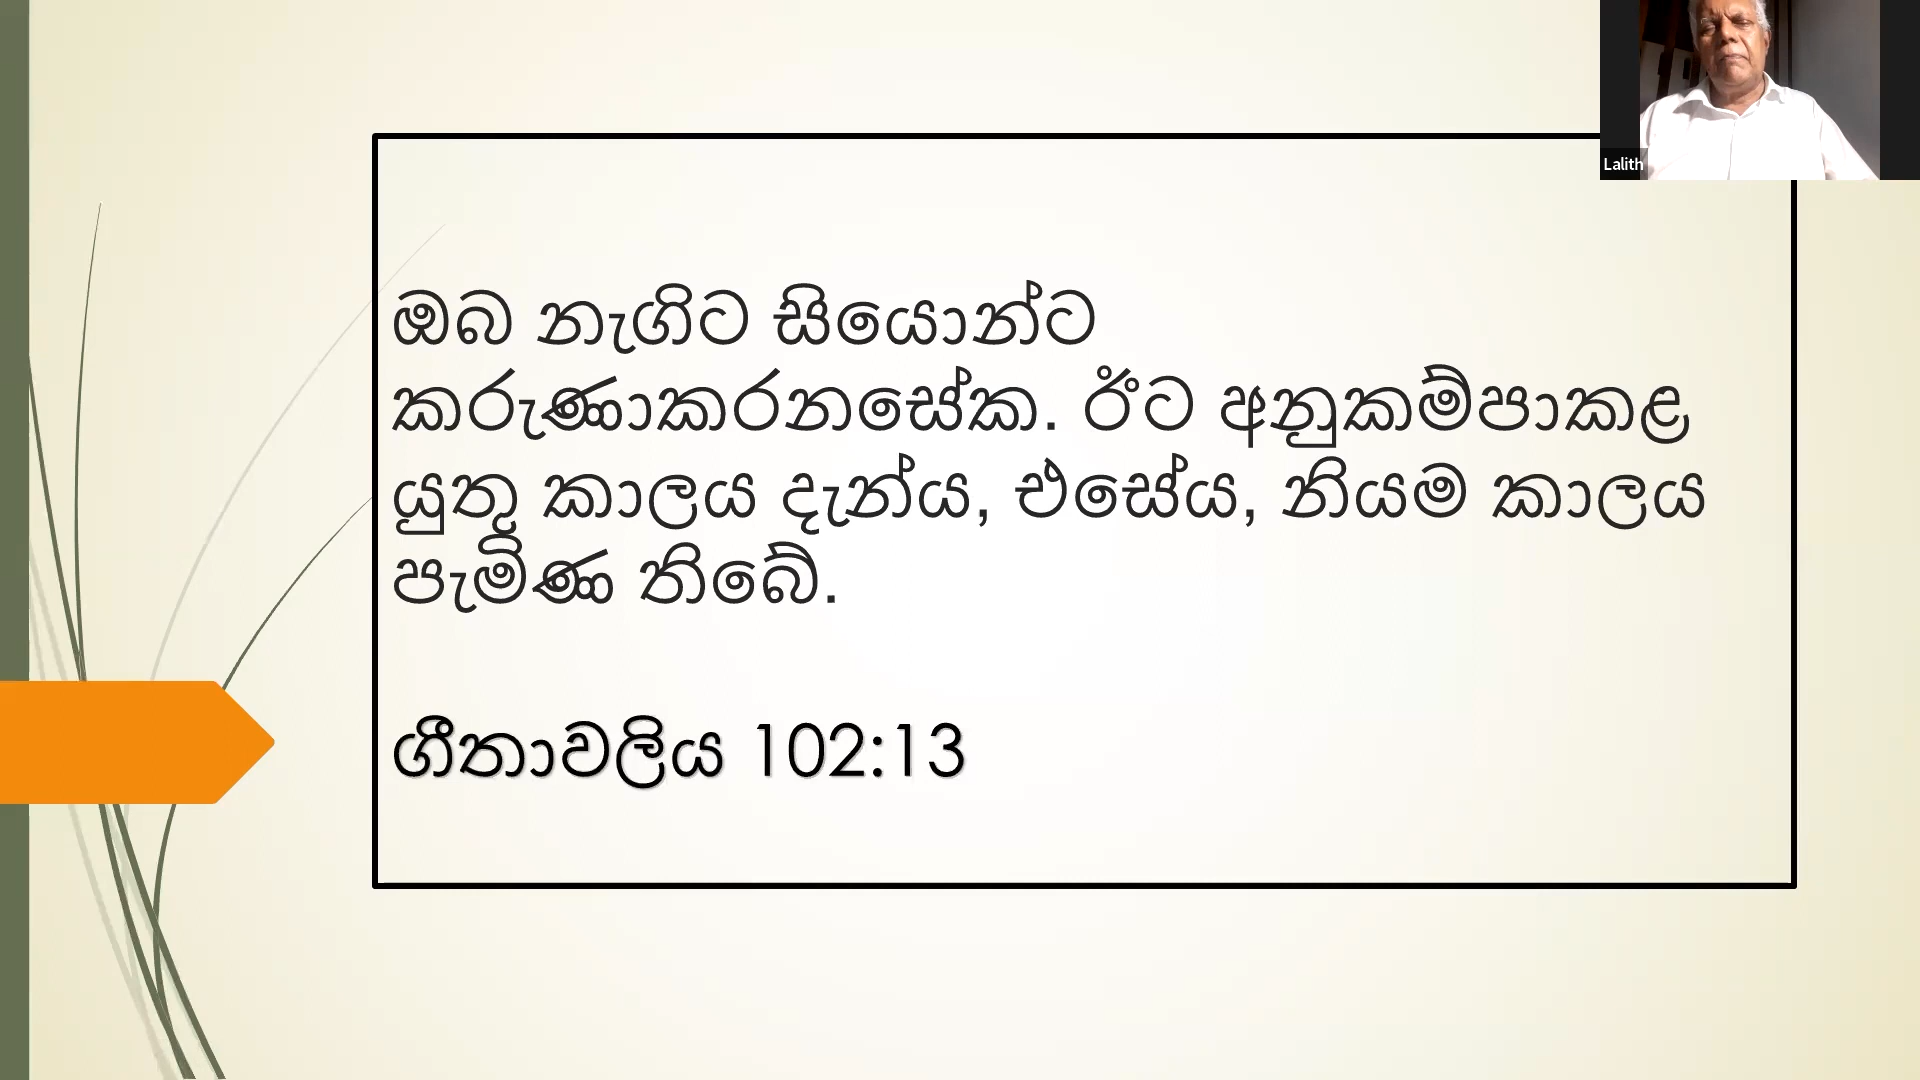 Lalith
ඔබ නැගිට සියොන්ට
කරුණාකරනසේක. ඊට අනුකම්පාකළ
යුතු කාලය දැන්ය, එසේය, නියම කාලය
පැමිණ තිබේ.
ගීතාවලිය 102:13